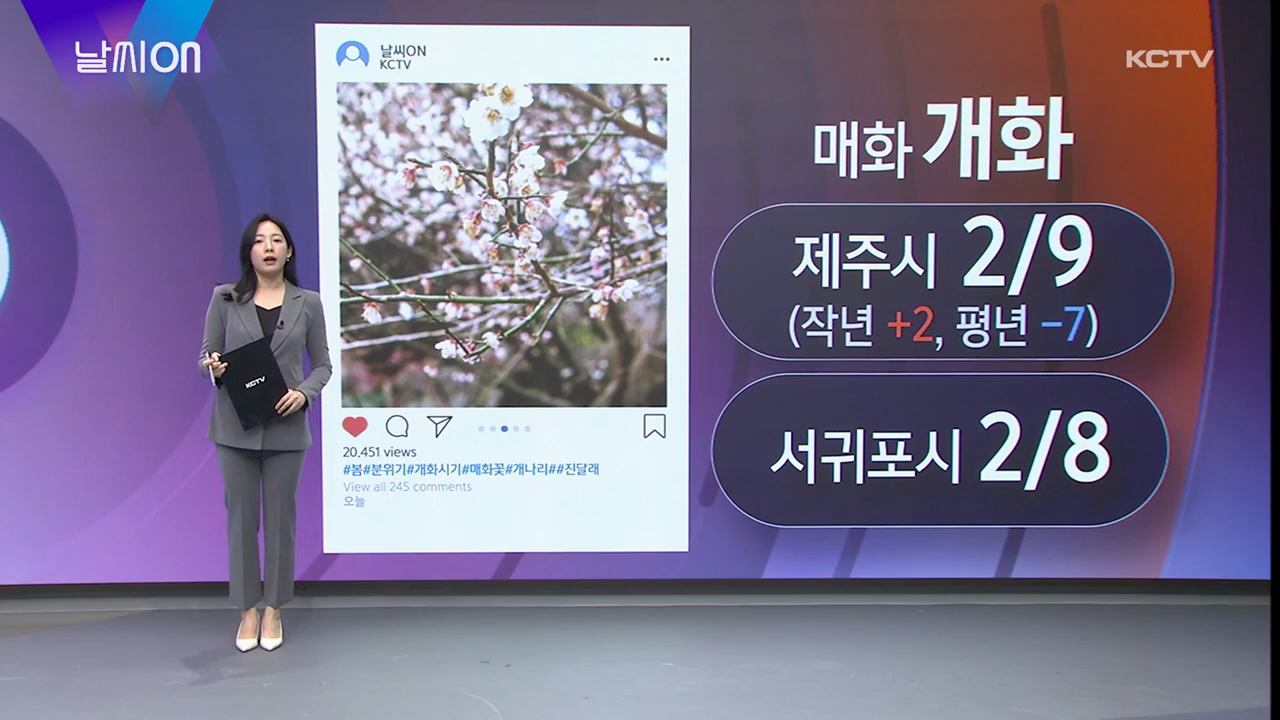 날씨ON
KCTV
날씨ON
KCTV
매화 개화
제주시 2/9
(작년 +2, 평년 -7)
서귀포시 2/8
KCTV
20.451 views
#봄#분위기#개화시기#매화꽃#개나리##진달래
View all 245 comments
오늘